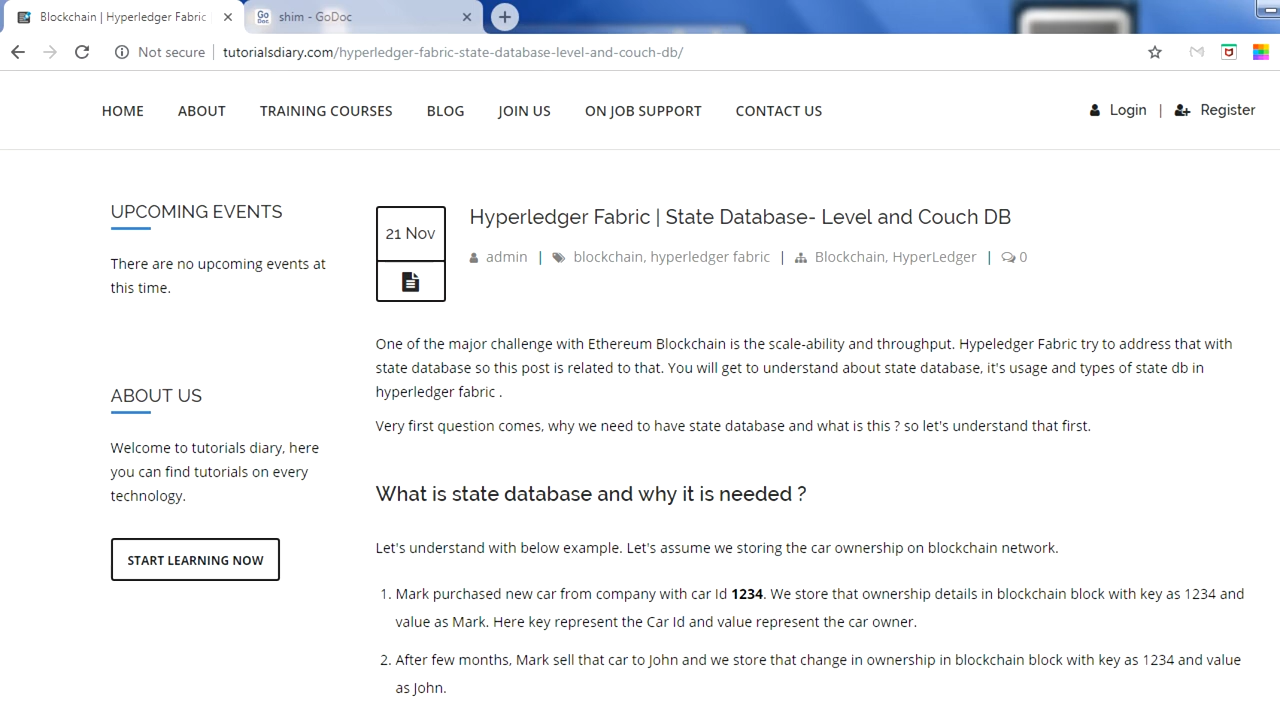 Blockchain | Hyperledger Fabric
Go Doc shim - GoDoc
Not secure tutorialsdiary.com/hyperledger-fabric-state-database-level-and-couch-db/
HOME ABOUT TRAINING COURSES BLOG JOIN US ON JOB SUPPORT CONTACT US Login | Register
UPCOMING EVENTS
There are no upcoming events at
this time.
ABOUT US
Welcome to tutorials diary, here
you can find tutorials on every
technology.
START LEARNING NOW
21 Nov
Hyperledger Fabric | State Database- Level and Couch DB
admin | blockchain, hyperledger fabric | Blockchain, HyperLedger | 0
One of the major challenge with Ethereum Blockchain is the scale-ability and throughput. Hypeledger Fabric try to address that with
state database so this post is related to that. You will get to understand about state database, it's usage and types of state db in
hyperledger fabric .
Very first question comes, why we need to have state database and what is this ? so let's understand that first.
What is state database and why it is needed ?
Let's understand with below example. Let's assume we storing the car ownership on blockchain network.
1. Mark purchased new car from company with car Id 1234. We store that ownership details in blockchain block with key as 1234 and
value as Mark. Here key represent the Car Id and value represent the car owner.
2. After few months, Mark sell that car to John and we store that change in ownership in blockchain block with key as 1234 and value
as John.